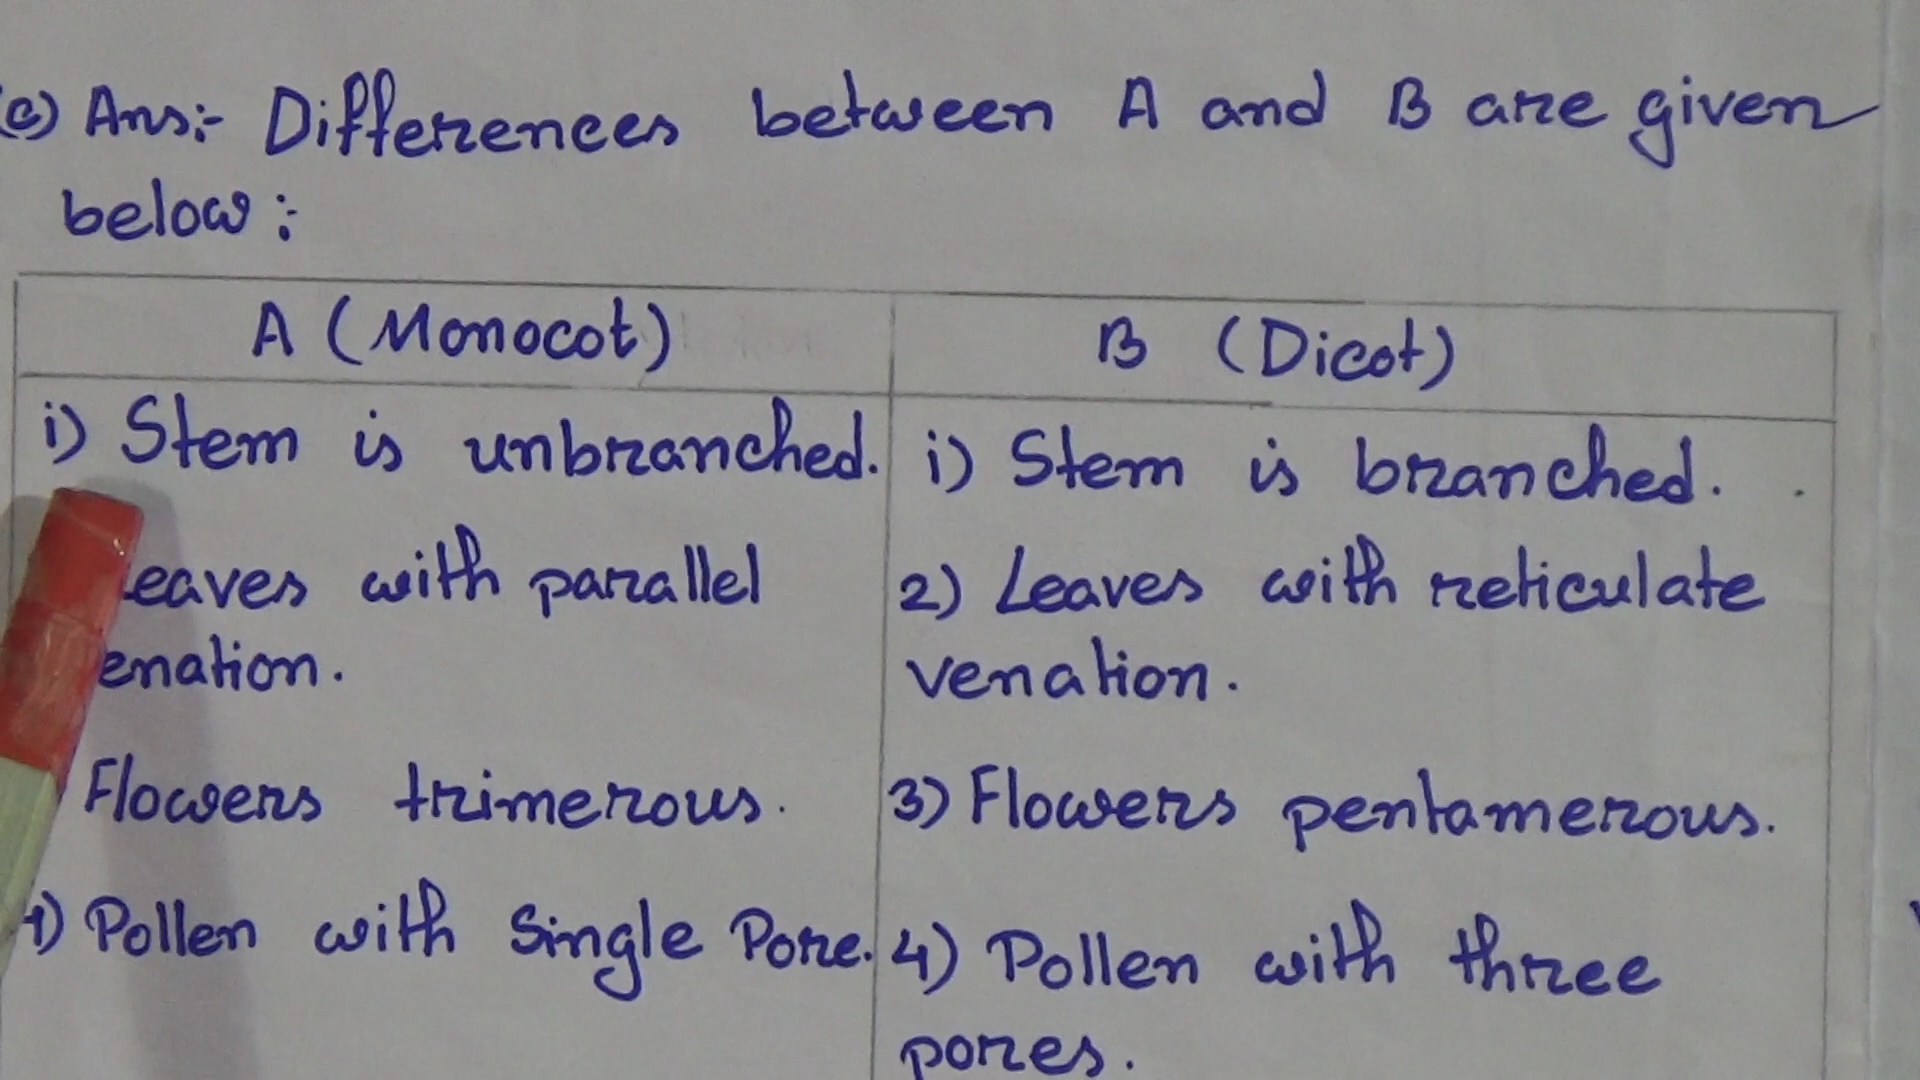 (c) Ans:- Differences between A and B are given
below:-
A (Monocot)
B (Dicot)
i) Stem is unbranched.
eaves with parallel
enation.
Flowers trimerous.
4) Pollen with Single Pore.
i) Stem is branched.
2) Leaves with reticulate
venation.
3) Flowers pentamerous.
4) Pollen with three
pores.